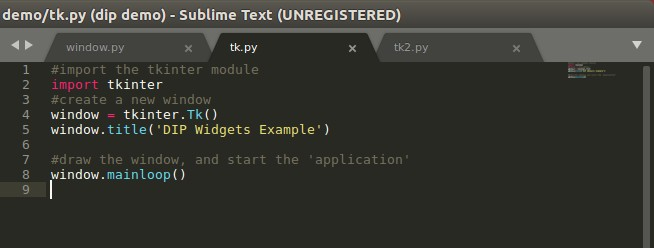 demo/tk.py (dip demo) - Sublime Text (UNREGISTERED)
window.py tk.py tk2.py
1 #import the tkinter module
2 import tkinter
3 #create a new window
4 window = tkinter.Tk()
5 window.title('DIP Widgets Example')
6
7 #draw the window, and start the 'application'
8 window.mainloop()
9